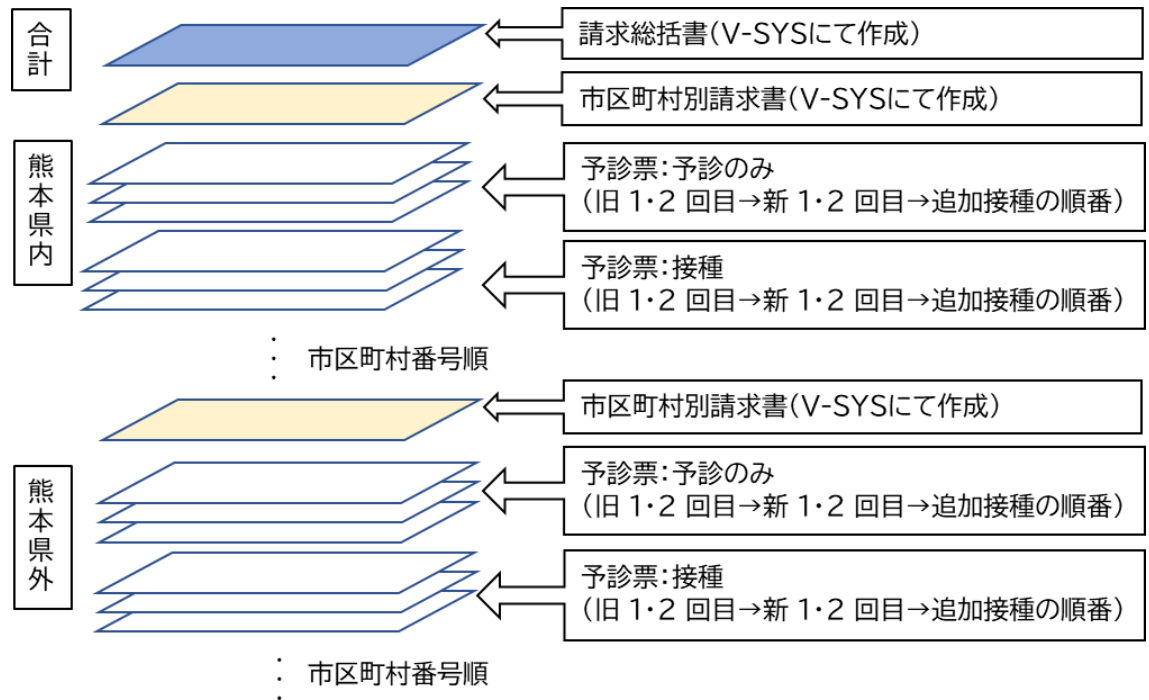 合計
請求総括書(V-SYSにて作成)
市区町村別請求書(V-SYSにて作成)
熊本県内
予診票:予診のみ
(旧 1・2 回目→新 1・2 回目→追加接種の順番)
予診票:接種
(旧 1・2 回目→新 1・2 回目→追加接種の順番)
市区町村番号順
市区町村別請求書(V-SYSにて作成)
熊本県外
予診票:予診のみ
(旧 1・2 回目→新 1・2 回目→追加接種の順番)
予診票:接種
(旧 1・2 回目→新 1・2 回目→追加接種の順番)
市区町村番号順